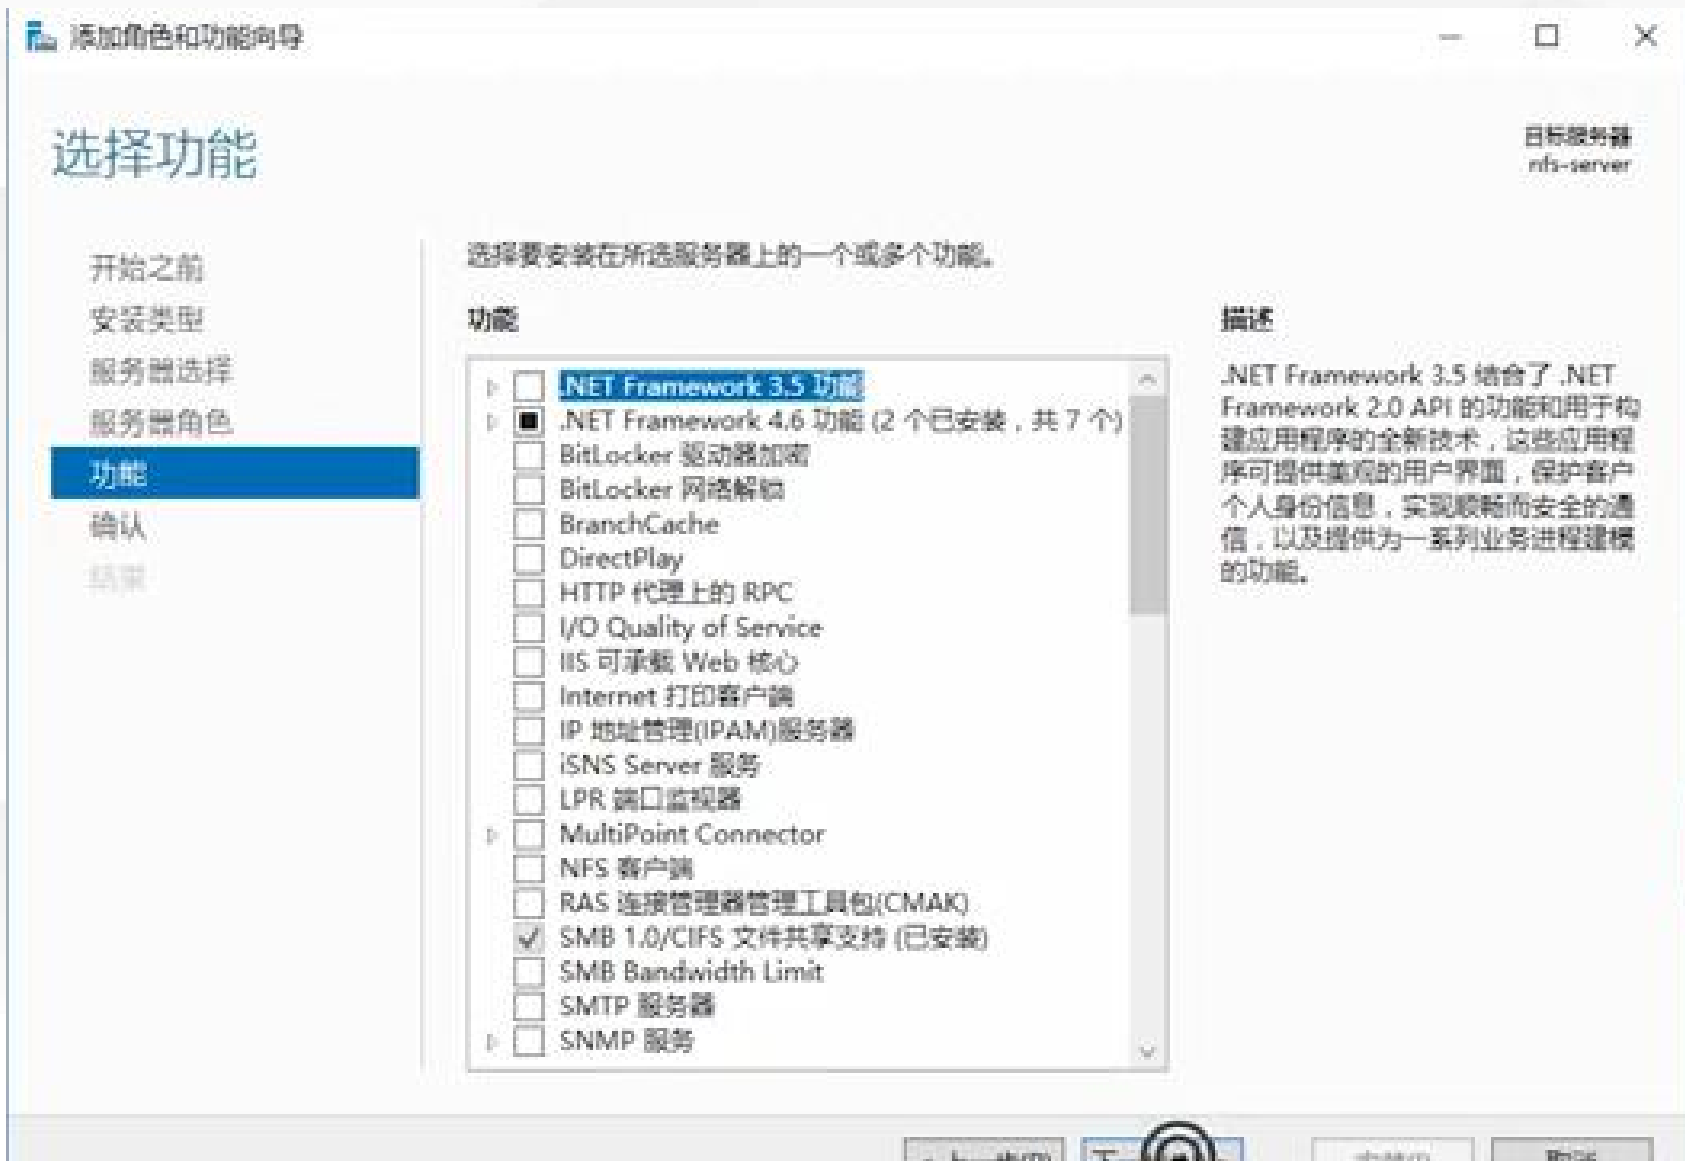 添加角色和功能向导
选择功能
目标服务器
nfs-server
开始之前
安装类型
服务器选择
服务器角色
功能
确认
结果
选择要安装在所选服务器上的一个或多个功能。
功能
.NET Framework 3.5 功能
.NET Framework 4.6 功能 (2 个已安装，共 7 个)
BitLocker 驱动器加密
BitLocker 网络解锁
BranchCache
DirectPlay
HTTP 代理上的 RPC
I/O Quality of Service
IIS 可承载 Web 核心
Internet 打印客户端
IP 地址管理(IPAM)服务器
iSNS Server 服务
LPR 端口监视器
MultiPoint Connector
NFS 客户端
RAS 连接管理器管理工具包(CMAK)
SMB 1.0/CIFS 文件共享支持 (已安装)
SMB Bandwidth Limit
SMTP 服务器
SNMP 服务
描述
.NET Framework 3.5 结合了 .NET
Framework 2.0 API 的功能和用于构
建应用程序的全新技术，这些应用程
序可提供美观的用户界面，保护客户
个人身份信息，实现顺畅而安全的通
信，以及提供为一系列业务进程建模
的功能。
取消